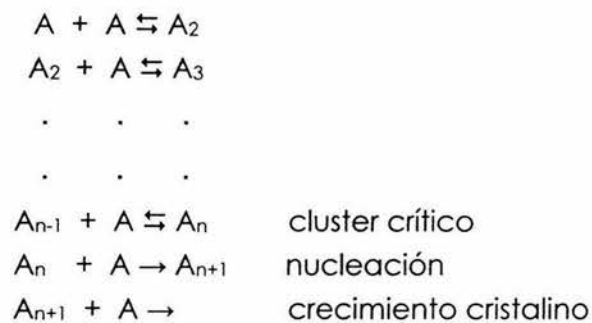 A + A ⇆ A₂
A₂ + A ⇆ A₃
. . .
. . .
Aₙ₋₁ + A ⇆ Aₙ cluster crítico
Aₙ + A → Aₙ₊₁ nucleación
Aₙ₊₁ + A → crecimiento cristalino